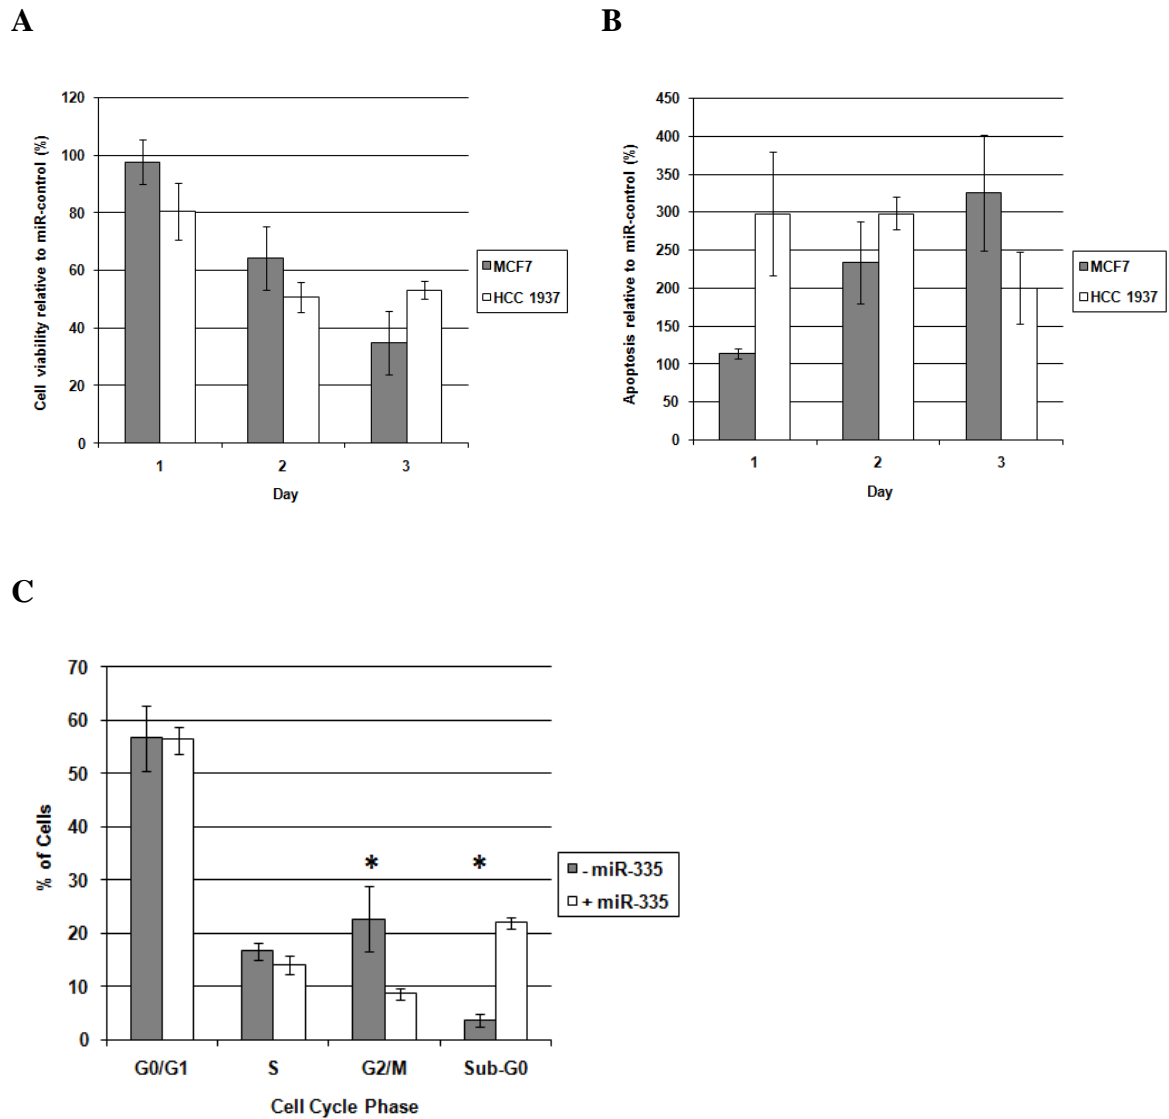 A
B
Cell viability relative to miR-control (%)
120
100
80
60
40
20
0
1 2 3
Day
MCF7
HCC 1937
Apoptosis relative to miR-control (%)
450
400
350
300
250
200
150
100
50
0
1 2 3
Day
MCF7
HCC 1937
C
% of Cells
70
60
50
40
30
20
10
0
* *
G0/G1 S G2/M Sub-G0
Cell Cycle Phase
- miR-335
+ miR-335